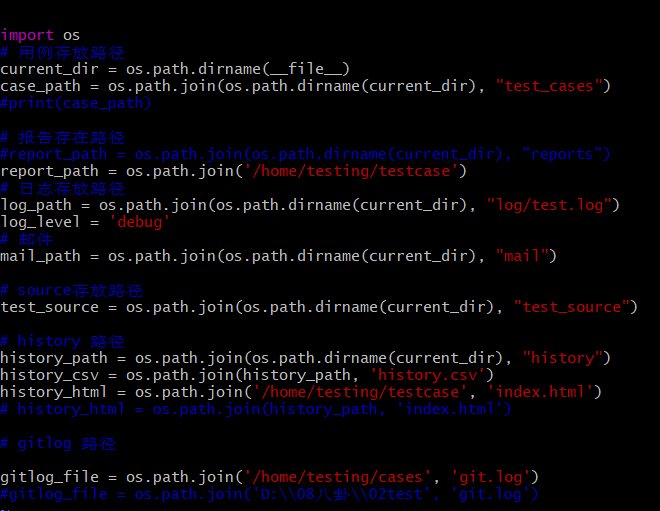 import os
# 用例存放路径
current_dir = os.path.dirname(__file__)
case_path = os.path.join(os.path.dirname(current_dir), "test_cases")
#print(case_path)
# 报告存在路径
#report_path = os.path.join(os.path.dirname(current_dir), "reports")
report_path = os.path.join('/home/testing/testcase')
# 日志存放路径
log_path = os.path.join(os.path.dirname(current_dir), "log/test.log")
log_level = 'debug'
# 邮件
mail_path = os.path.join(os.path.dirname(current_dir), "mail")
# source存放路径
test_source = os.path.join(os.path.dirname(current_dir), "test_source")
# history 路径
history_path = os.path.join(os.path.dirname(current_dir), "history")
history_csv = os.path.join(history_path, 'history.csv')
history_html = os.path.join('/home/testing/testcase', 'index.html')
# history_html = os.path.join(history_path, 'index.html')
# gitlog 路径
gitlog_file = os.path.join('/home/testing/cases', 'git.log')
#gitlog_file = os.path.join('D:\\08八卦\\02test', 'git.log')